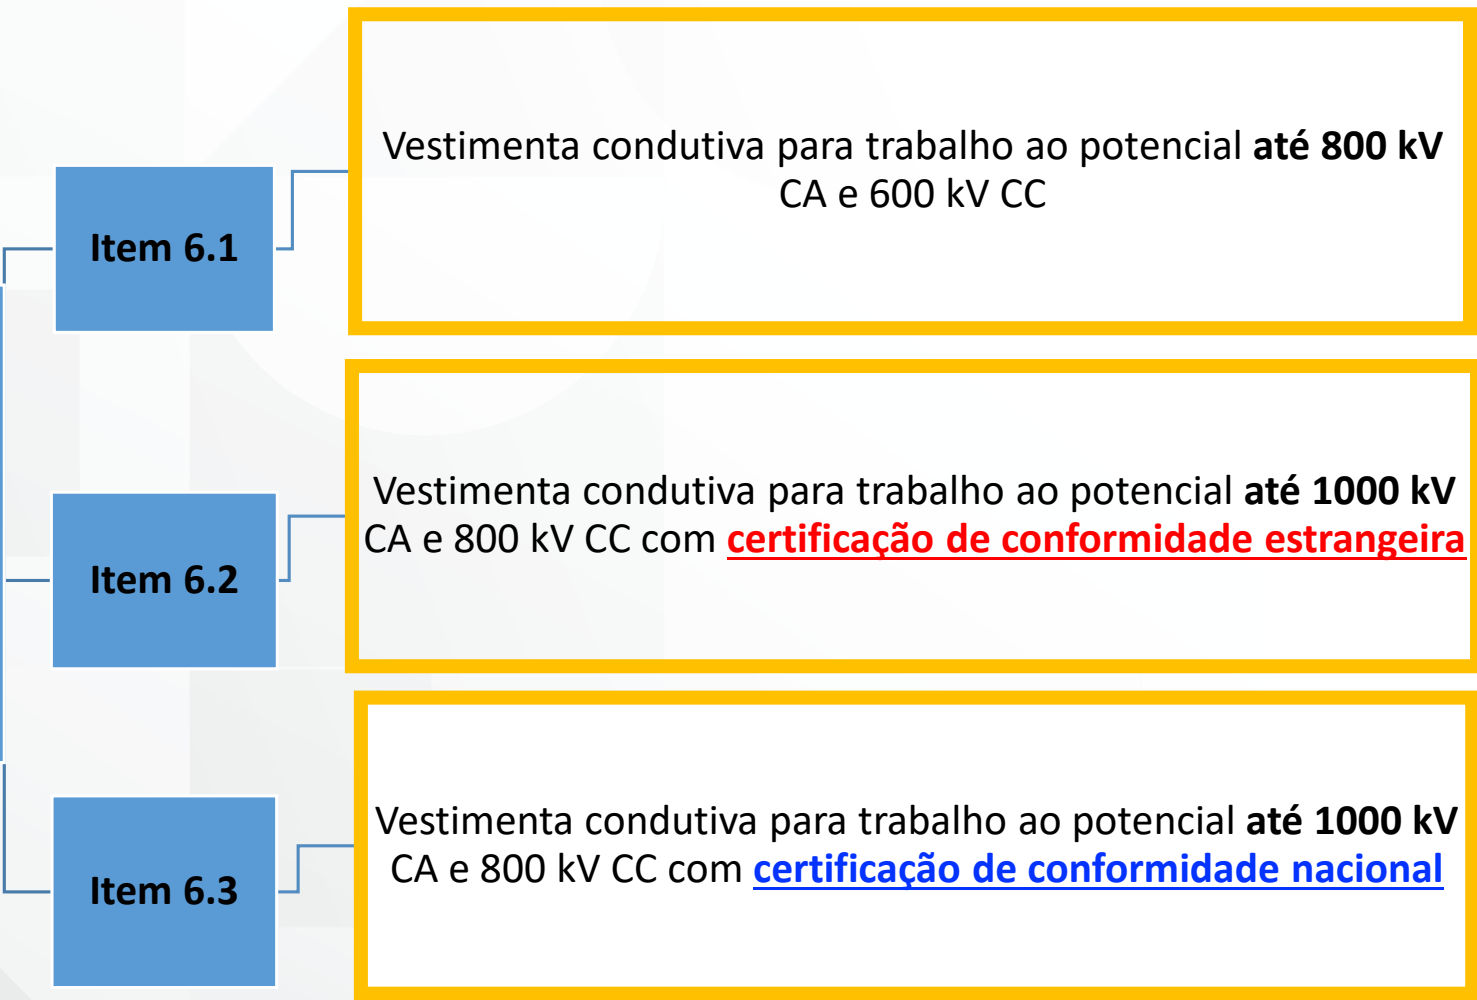 Item 6.1
Vestimenta condutiva para trabalho ao potencial até 800 kV
CA e 600 kV CC
Item 6.2
Vestimenta condutiva para trabalho ao potencial até 1000 kV
CA e 800 kV CC com certificação de conformidade estrangeira
Item 6.3
Vestimenta condutiva para trabalho ao potencial até 1000 kV
CA e 800 kV CC com certificação de conformidade nacional